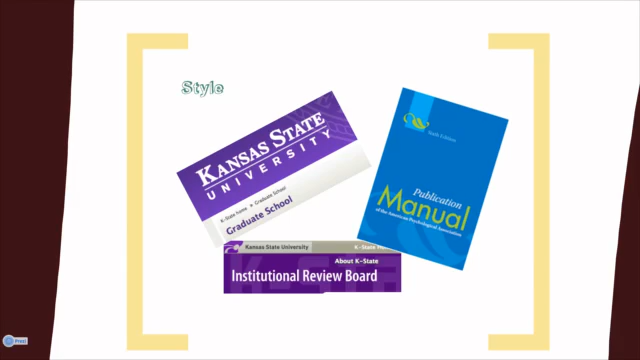 Style
KANSAS STATE
UNIVERSITY
K-State home » Graduate School
Graduate School
Sixth Edition
Publication
Manual
of the American Psychological Association
Kansas State University
K-State
About K-State
Institutional Review Board
Prezi